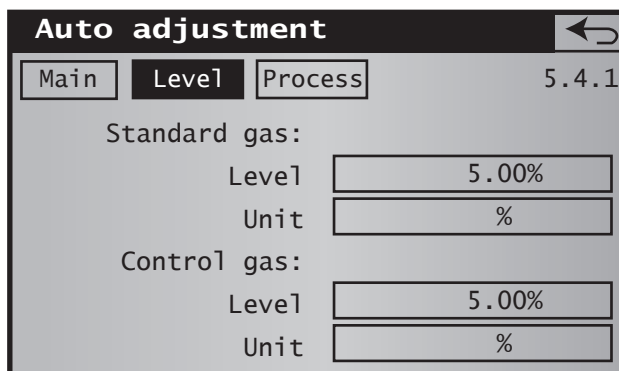 Auto adjustment
Main Level Process 5.4.1
Standard gas:
Level 5.00%
Unit %
Control gas:
Level 5.00%
Unit %